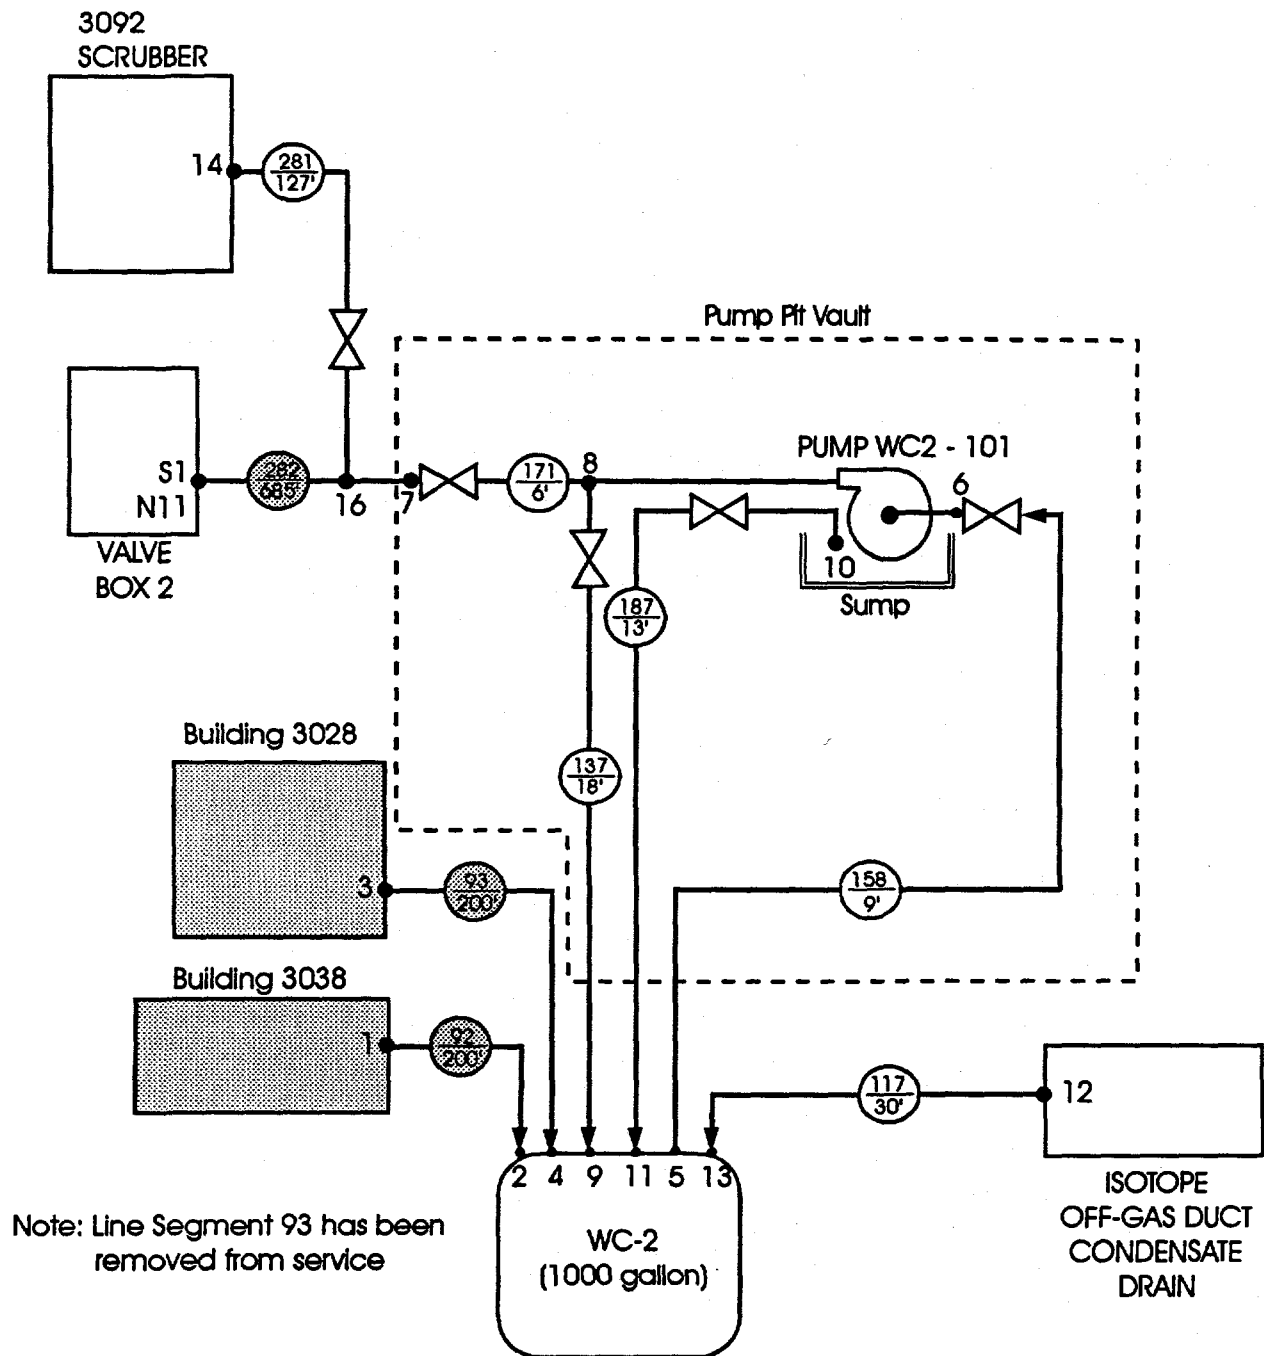 3092
SCRUBBER
14
281
127'
Pump Pit Vault
PUMP WC2 - 101
S1
N11
282
685'
16
7
171
6'
8
6
10
Sump
VALVE
BOX 2
187
13'
Building 3028
137
18'
3
93
200'
158
9'
Building 3038
1
92
200'
117
30'
12
2
4
9
11
5
13
ISOTOPE
OFF-GAS DUCT
CONDENSATE
DRAIN
Note: Line Segment 93 has been
removed from service
WC-2
(1000 gallon)